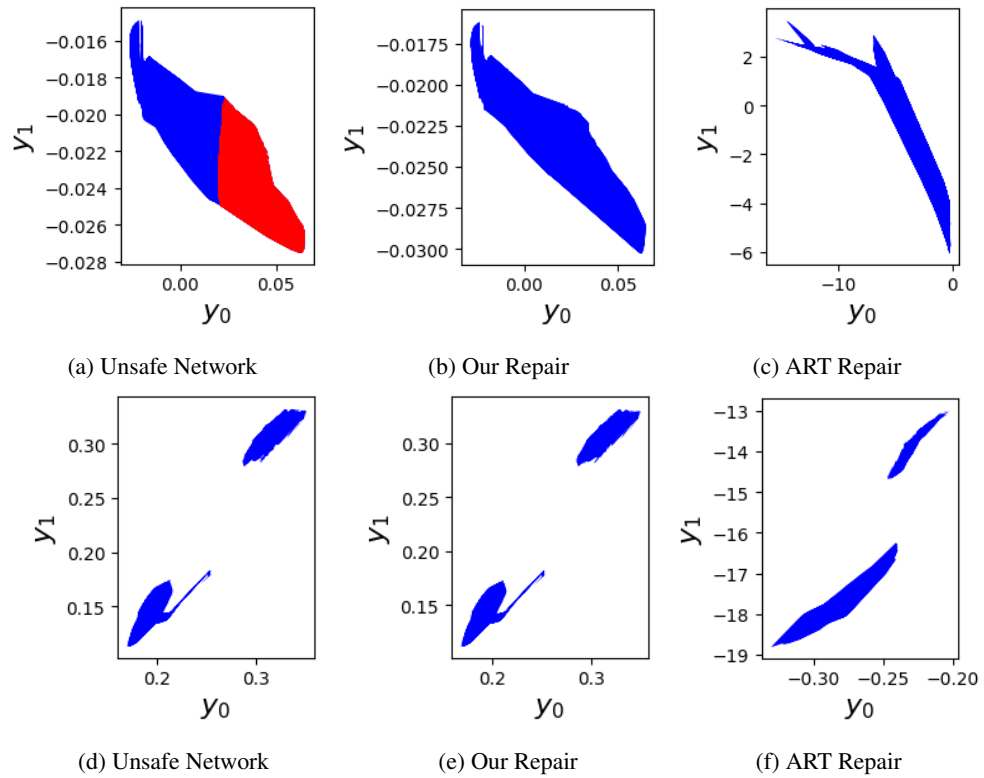 −0.016
−0.018
−0.020
−0.022
−0.024
−0.026
−0.028
y₁
0.00 0.05
y₀
−0.0175
−0.0200
−0.0225
−0.0250
−0.0275
−0.0300
y₁
0.00 0.05
y₀
2
0
−2
−4
−6
y₁
−10 0
y₀
(a) Unsafe Network
(b) Our Repair
(c) ART Repair
0.30
0.25
0.20
0.15
y₁
0.2 0.3
y₀
0.30
0.25
0.20
0.15
y₁
0.2 0.3
y₀
−13
−14
−15
−16
−17
−18
−19
y₁
−0.30 −0.25 −0.20
y₀
(d) Unsafe Network
(e) Our Repair
(f) ART Repair